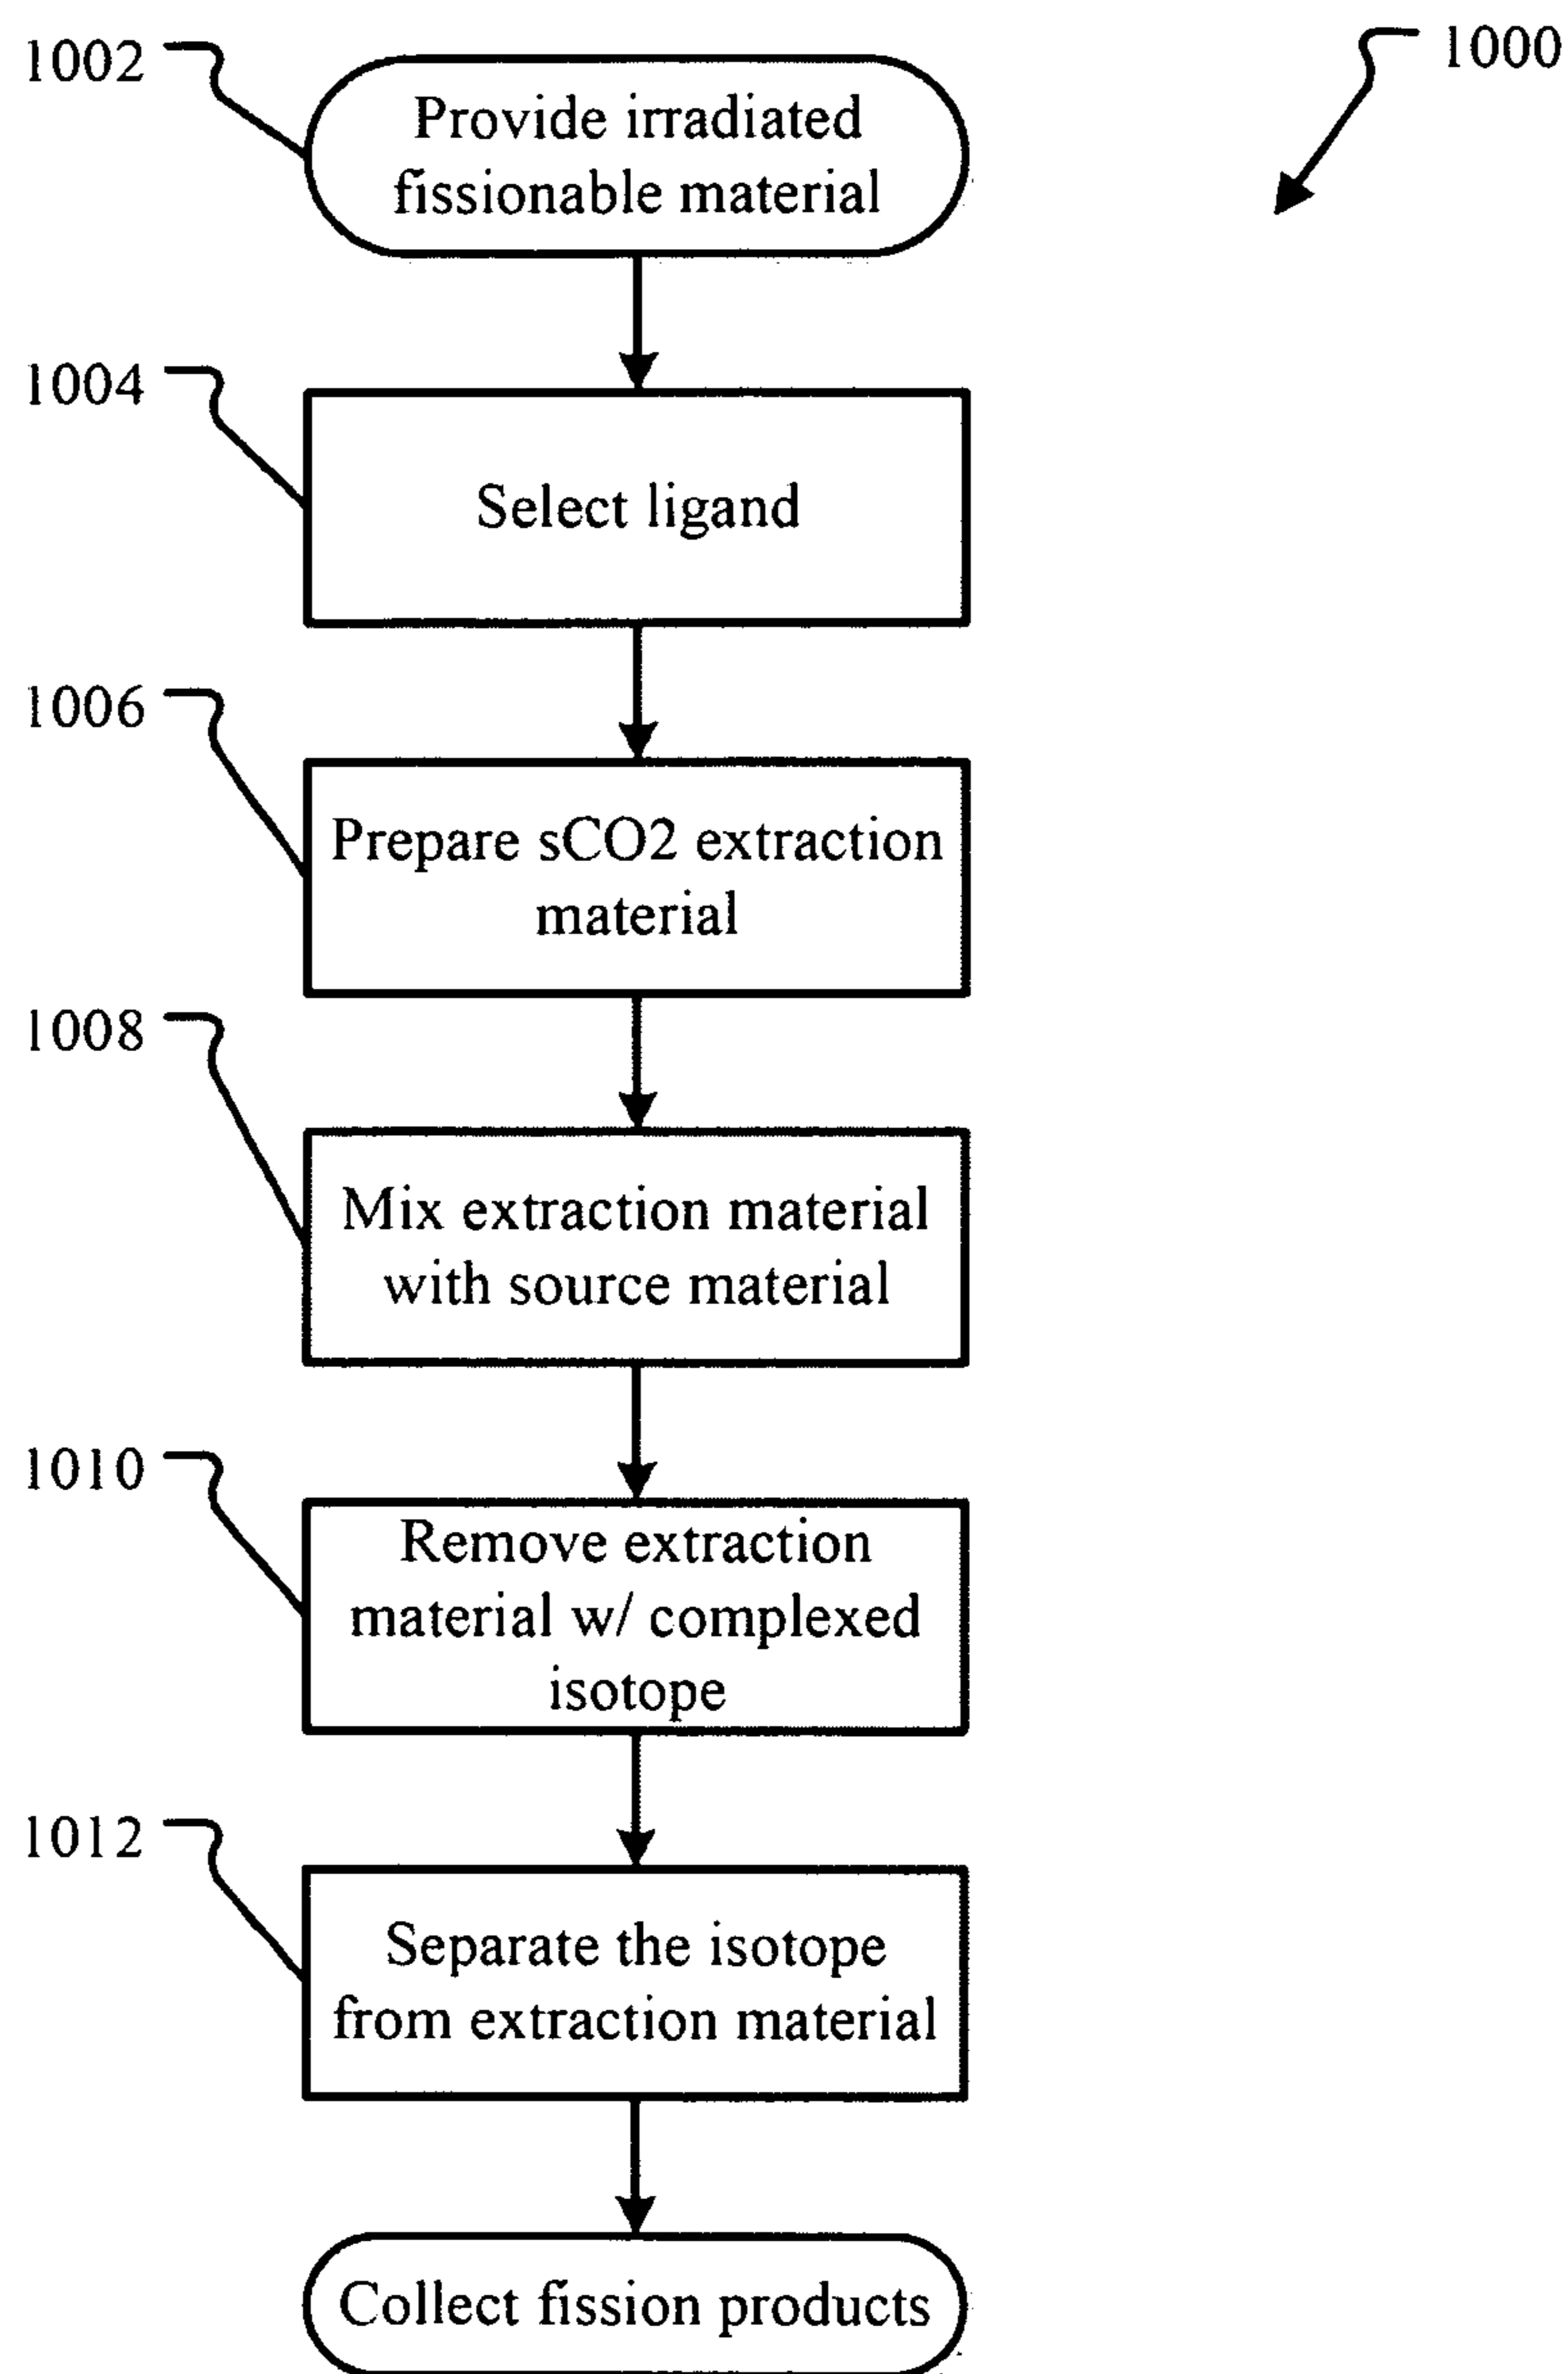 1000
1002
Provide irradiated
fissionable material
1004
Select ligand
1006
Prepare sCO2 extraction
material
1008
Mix extraction material
with source material
1010
Remove extraction
material w/ complexed
isotope
1012
Separate the isotope
from extraction material
Collect fission products